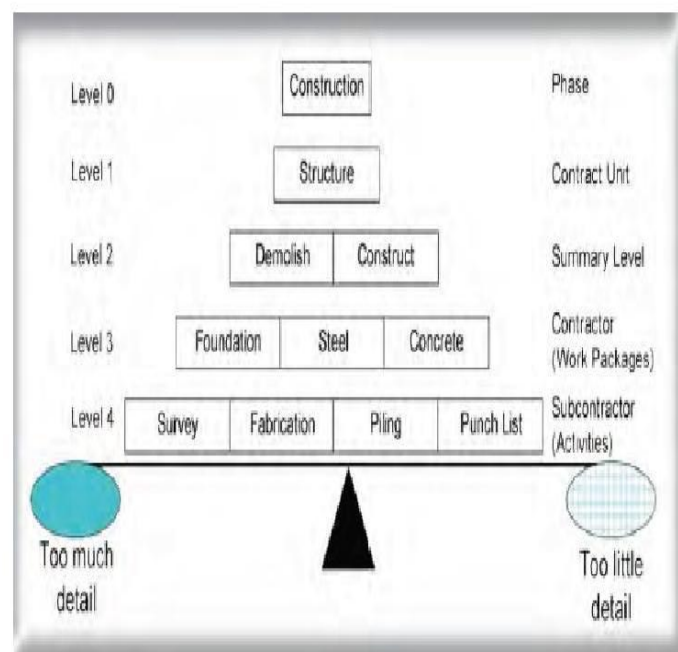 Level 0 Construction Phase
Level 1 Structure Contract Unit
Level 2 Demolish Construct Summary Level
Level 3 Foundation Steel Concrete Contractor
(Work Packages)
Level 4 Survey Fabrication Piling Punch List Subcontractor
(Activities)
Too much
detail
Too little
detail